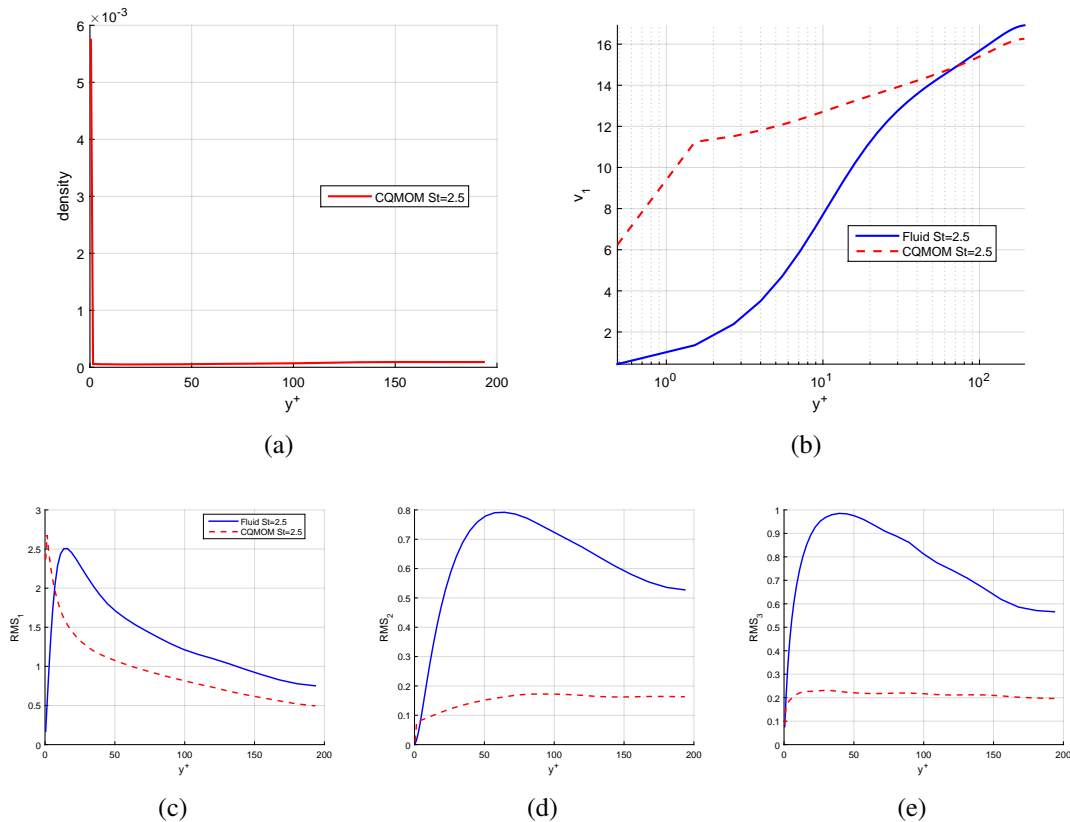 ×10⁻³
6
5
4
3
2
1
0
density
CQMOM St=2.5
0 50 100 150 200
y⁺
(a)
16
14
12
10
8
6
4
2
v₁
Fluid St=2.5
CQMOM St=2.5
10⁰ 10¹ 10²
y⁺
(b)
3
2.5
2
1.5
1
0.5
0
RMS₁
Fluid St=2.5
CQMOM St=2.5
0 50 100 150 200
y⁺
(c)
0.8
0.7
0.6
0.5
0.4
0.3
0.2
0.1
0
RMS₂
0 50 100 150 200
y⁺
(d)
1
0.9
0.8
0.7
0.6
0.5
0.4
0.3
0.2
0.1
0
RMS₃
0 50 100 150 200
y⁺
(e)